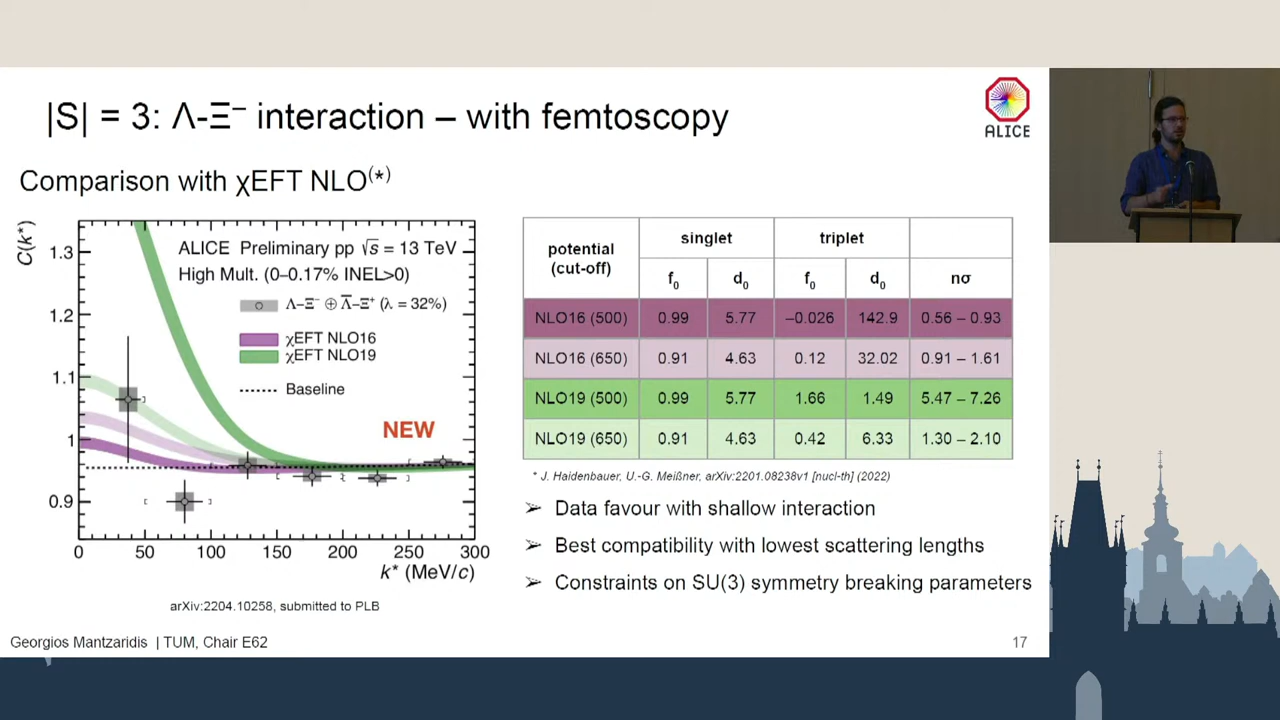 |S| = 3: Λ-Ξ⁻ interaction – with femtoscopy
ALICE
Comparison with χEFT NLO(*)
C(k*)
1.3
1.2
1.1
1
0.9
0 50 100 150 200 250 300
k* (MeV/c)
ALICE Preliminary pp √s = 13 TeV
High Mult. (0–0.17% INEL>0)
Λ–Ξ⁻ ⊕ Λ̅–Ξ̅⁺ (λ = 32%)
χEFT NLO16
χEFT NLO19
Baseline
NEW
arXiv:2204.10258, submitted to PLB
potential (cut-off) singlet triplet
f₀ d₀ f₀ d₀ nσ
NLO16 (500) 0.99 5.77 –0.026 142.9 0.56 – 0.93
NLO16 (650) 0.91 4.63 0.12 32.02 0.91 – 1.61
NLO19 (500) 0.99 5.77 1.66 1.49 5.47 – 7.26
NLO19 (650) 0.91 4.63 0.42 6.33 1.30 – 2.10
* J. Haidenbauer, U.-G. Meißner, arXiv:2201.08238v1 [nucl-th] (2022)
➢ Data favour with shallow interaction
➢ Best compatibility with lowest scattering lengths
➢ Constraints on SU(3) symmetry breaking parameters
Georgios Mantzaridis | TUM, Chair E62
17